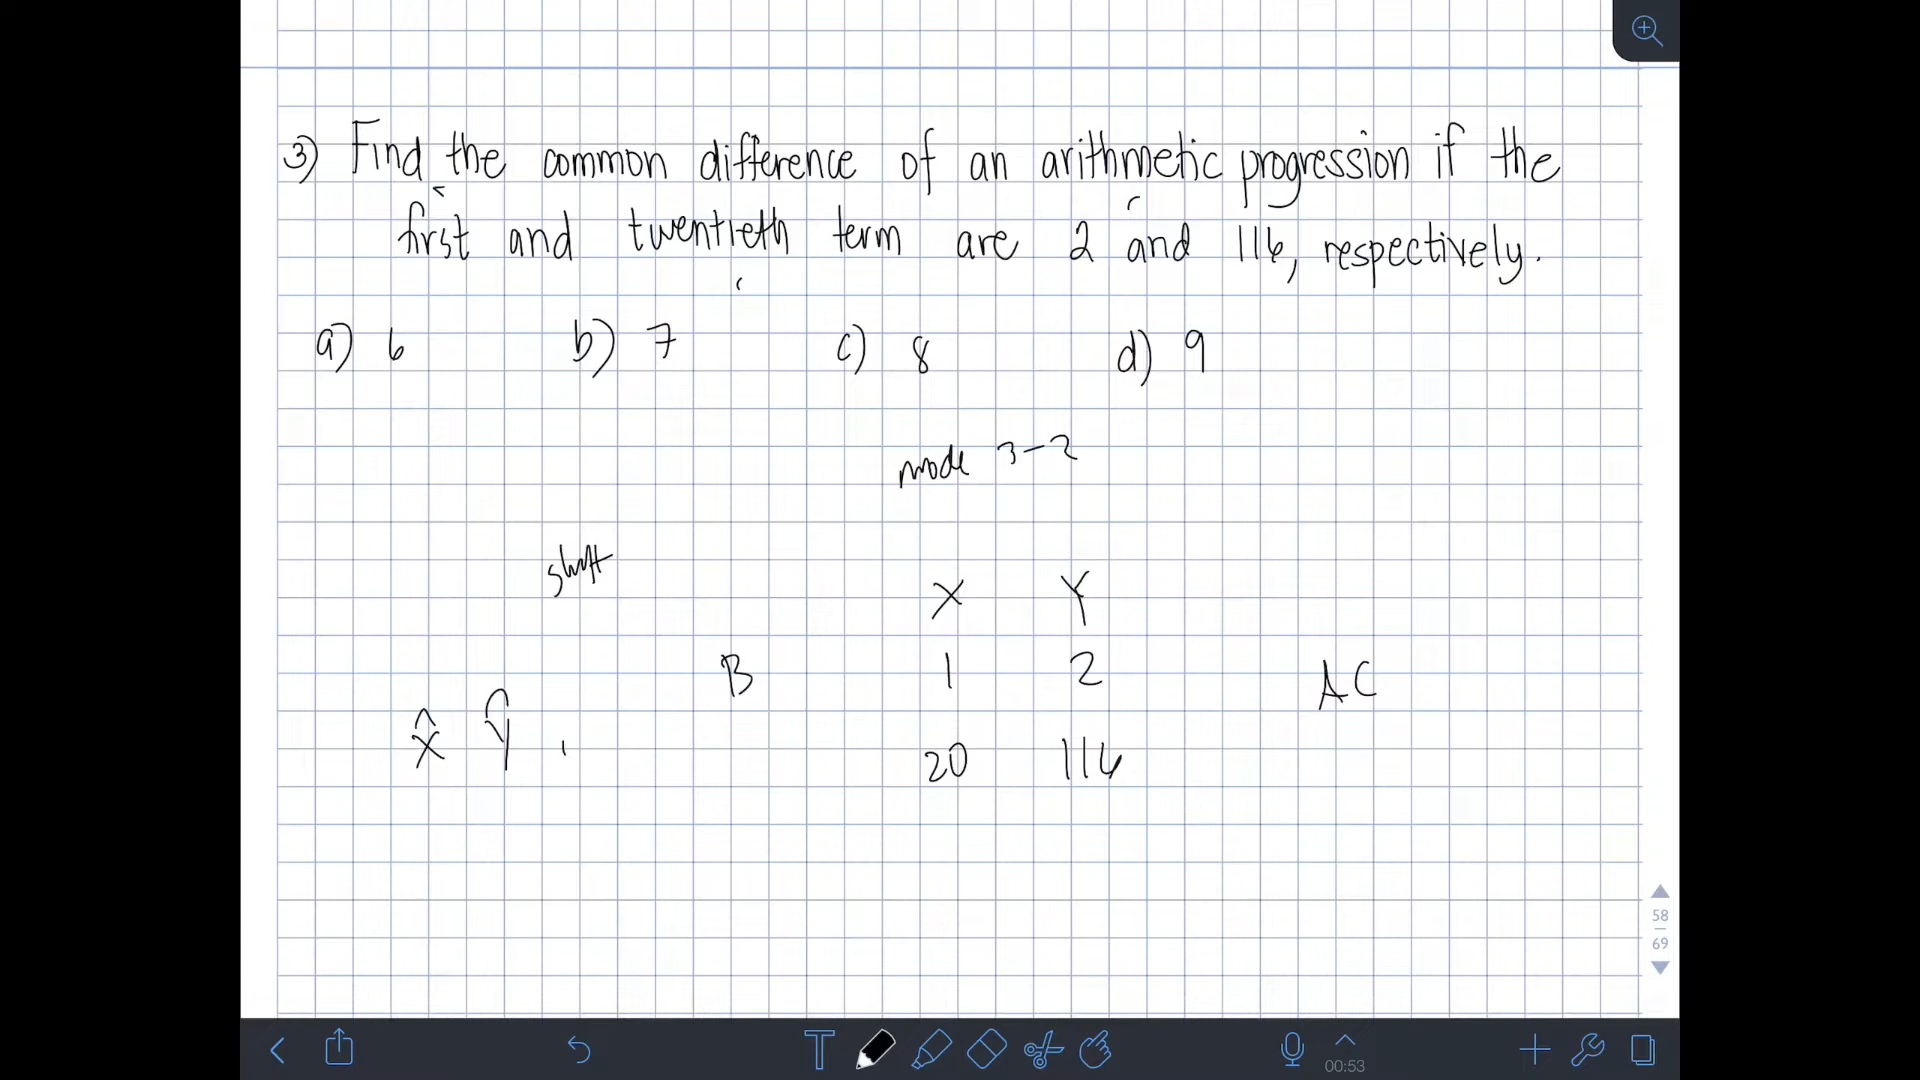 3) Find the common difference of an arithmetic progression if the
first and twentieth term are 2 and 116, respectively.
a) 6 b) 7 c) 8 d) 9
mode 3-2
shift
X Y
B 1 2 AC
x̂ ŷ
20 116
58
69
00:53